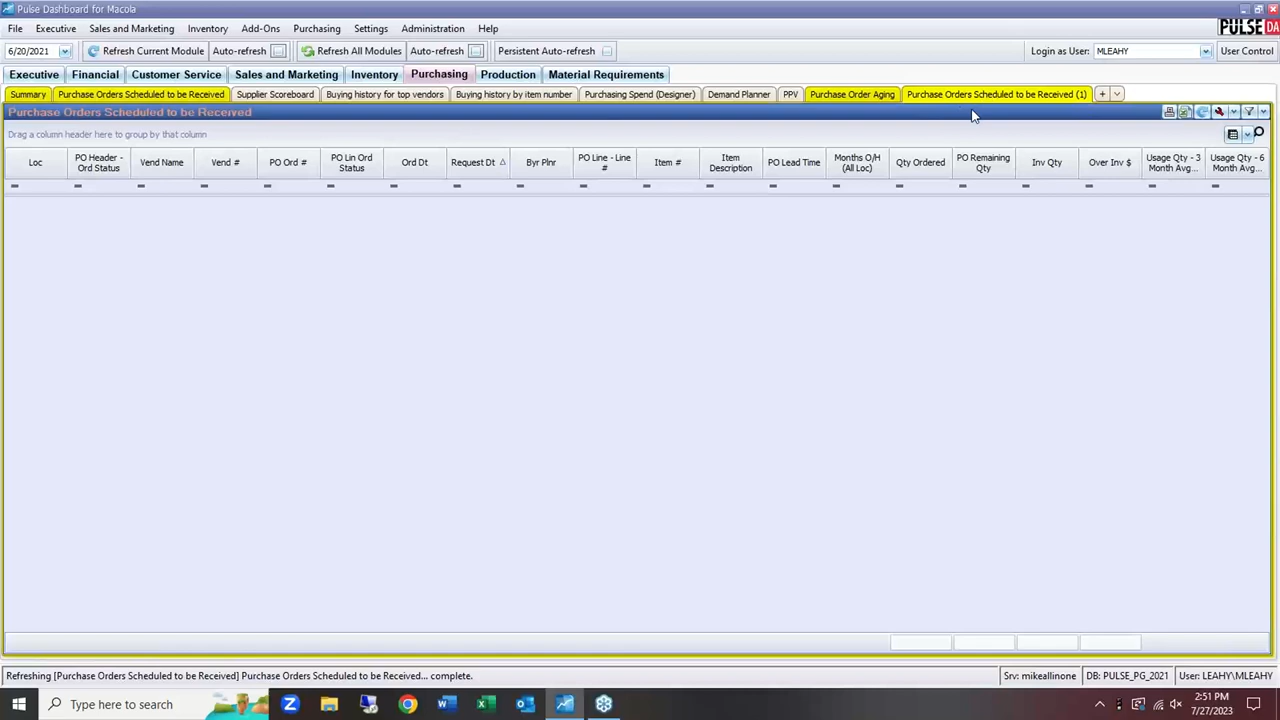 Pulse Dashboard for Macola
File Executive Sales and Marketing Inventory Add-Ons Purchasing Settings Administration Help
PULSE DA
6/20/2021 Refresh Current Module Auto-refresh Refresh All Modules Auto-refresh Persistent Auto-refresh Login as User: MLEAHY User Control
Executive Financial Customer Service Sales and Marketing Inventory Purchasing Production Material Requirements
Summary Purchase Orders Scheduled to be Received Supplier Scoreboard Buying history for top vendors Buying history by item number Purchasing Spend (Designer) Demand Planner PPV Purchase Order Aging Purchase Orders Scheduled to be Received (1) +
Purchase Orders Scheduled to be Received
Drag a column header here to group by that column
Loc PO Header - Ord Status Vend Name Vend # PO Ord # PO Lin Ord Status Ord Dt Request Dt Byr Plnr PO Line - Line # Item # Item Description PO Lead Time Months O/H (All Loc) Qty Ordered PO Remaining Qty Inv Qty Over Inv $ Usage Qty - 3 Month Avg... Usage Qty - 6 Month Avg...
= = = = = = = = = = = = = = = = = = = =
Refreshing [Purchase Orders Scheduled to be Received] Purchase Orders Scheduled to be Received... complete. Srv: mikeallinone DB: PULSE_PG_2021 User: LEAHY\MLEAHY
Type here to search
2:51 PM
7/27/2023